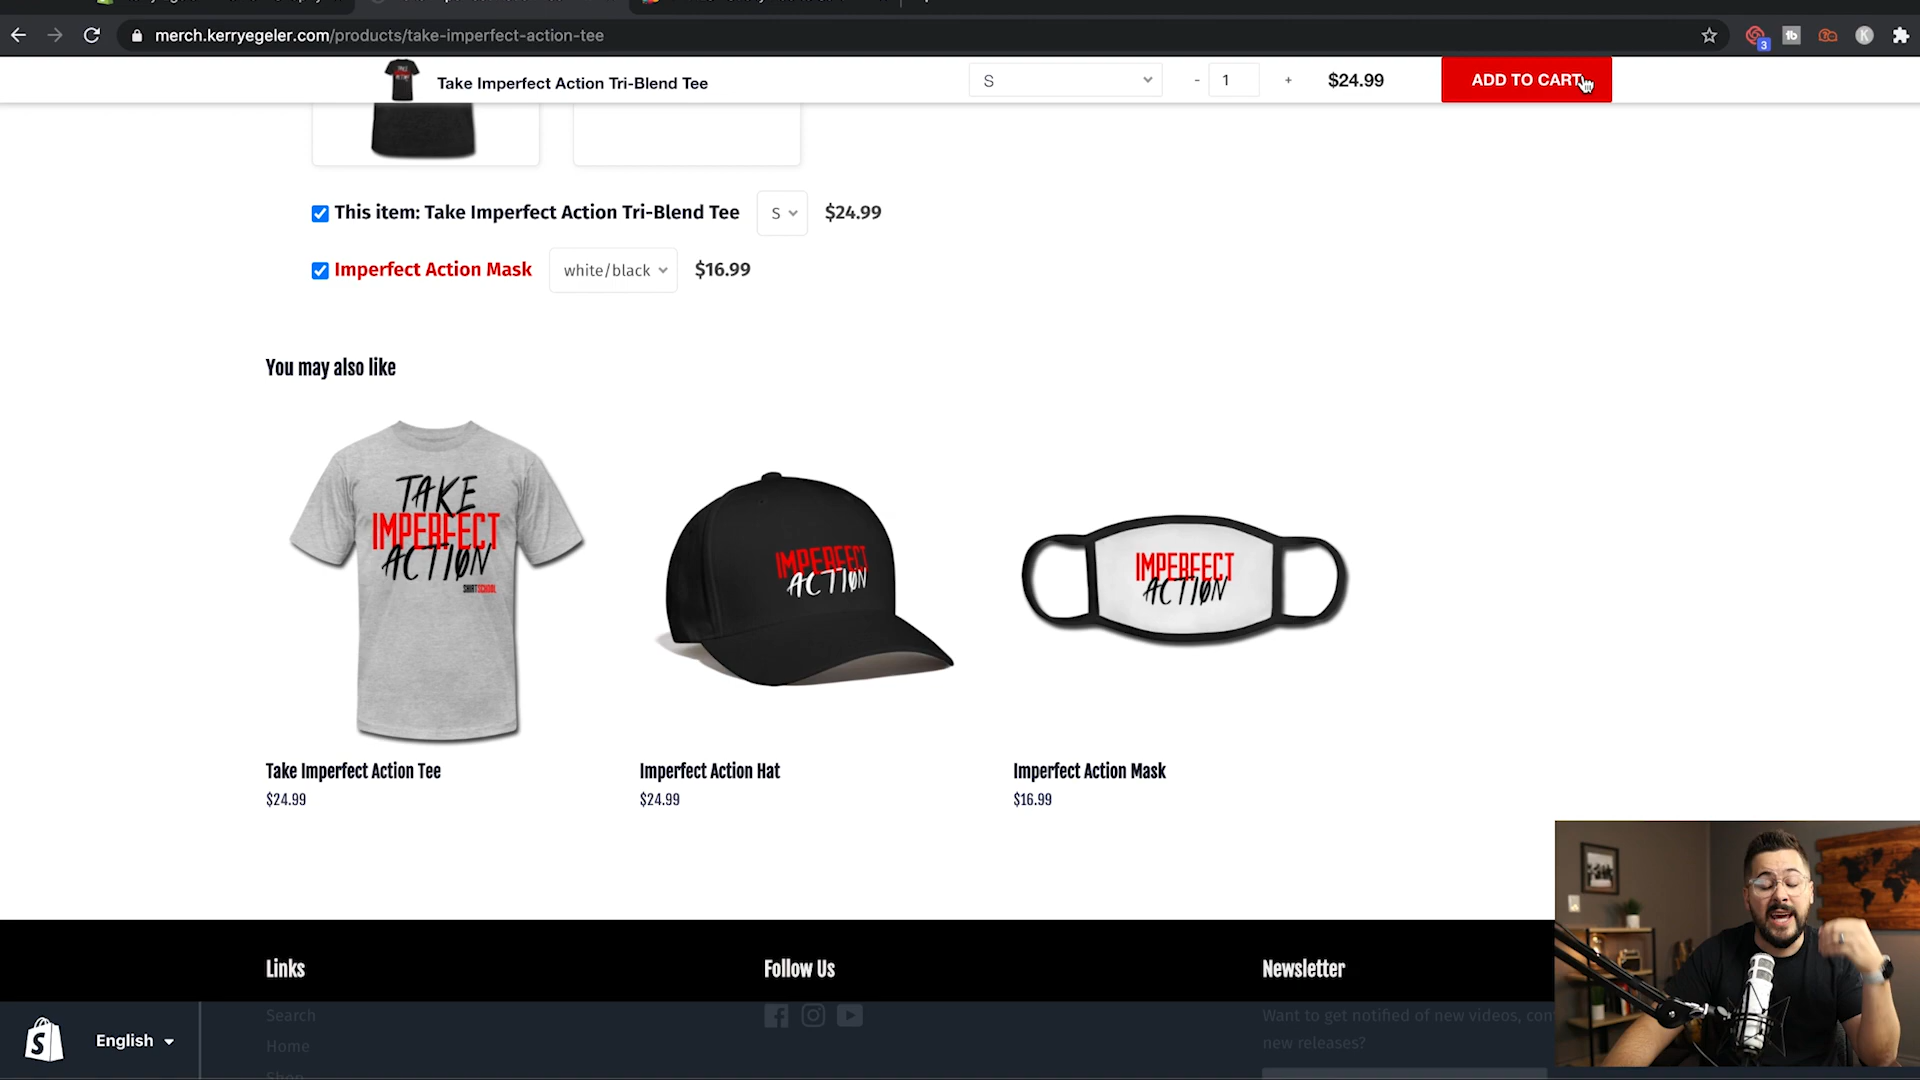 merch.kerryegeler.com/products/take-imperfect-action-tee
3
tb
K
Take Imperfect Action Tri-Blend Tee
S
- 1 +
$24.99
ADD TO CART
This item: Take Imperfect Action Tri-Blend Tee
S
$24.99
Imperfect Action Mask
white/black
$16.99
You may also like
TAKE
IMPERFECT
ACTION
SHIRTSCHOOL
IMPERFECT
ACTION
IMPERFECT
ACTION
Take Imperfect Action Tee
$24.99
Imperfect Action Hat
$24.99
Imperfect Action Mask
$16.99
Links
Follow Us
Newsletter
Search
Home
Shop
Want to get notified of new videos,
new releases?
English